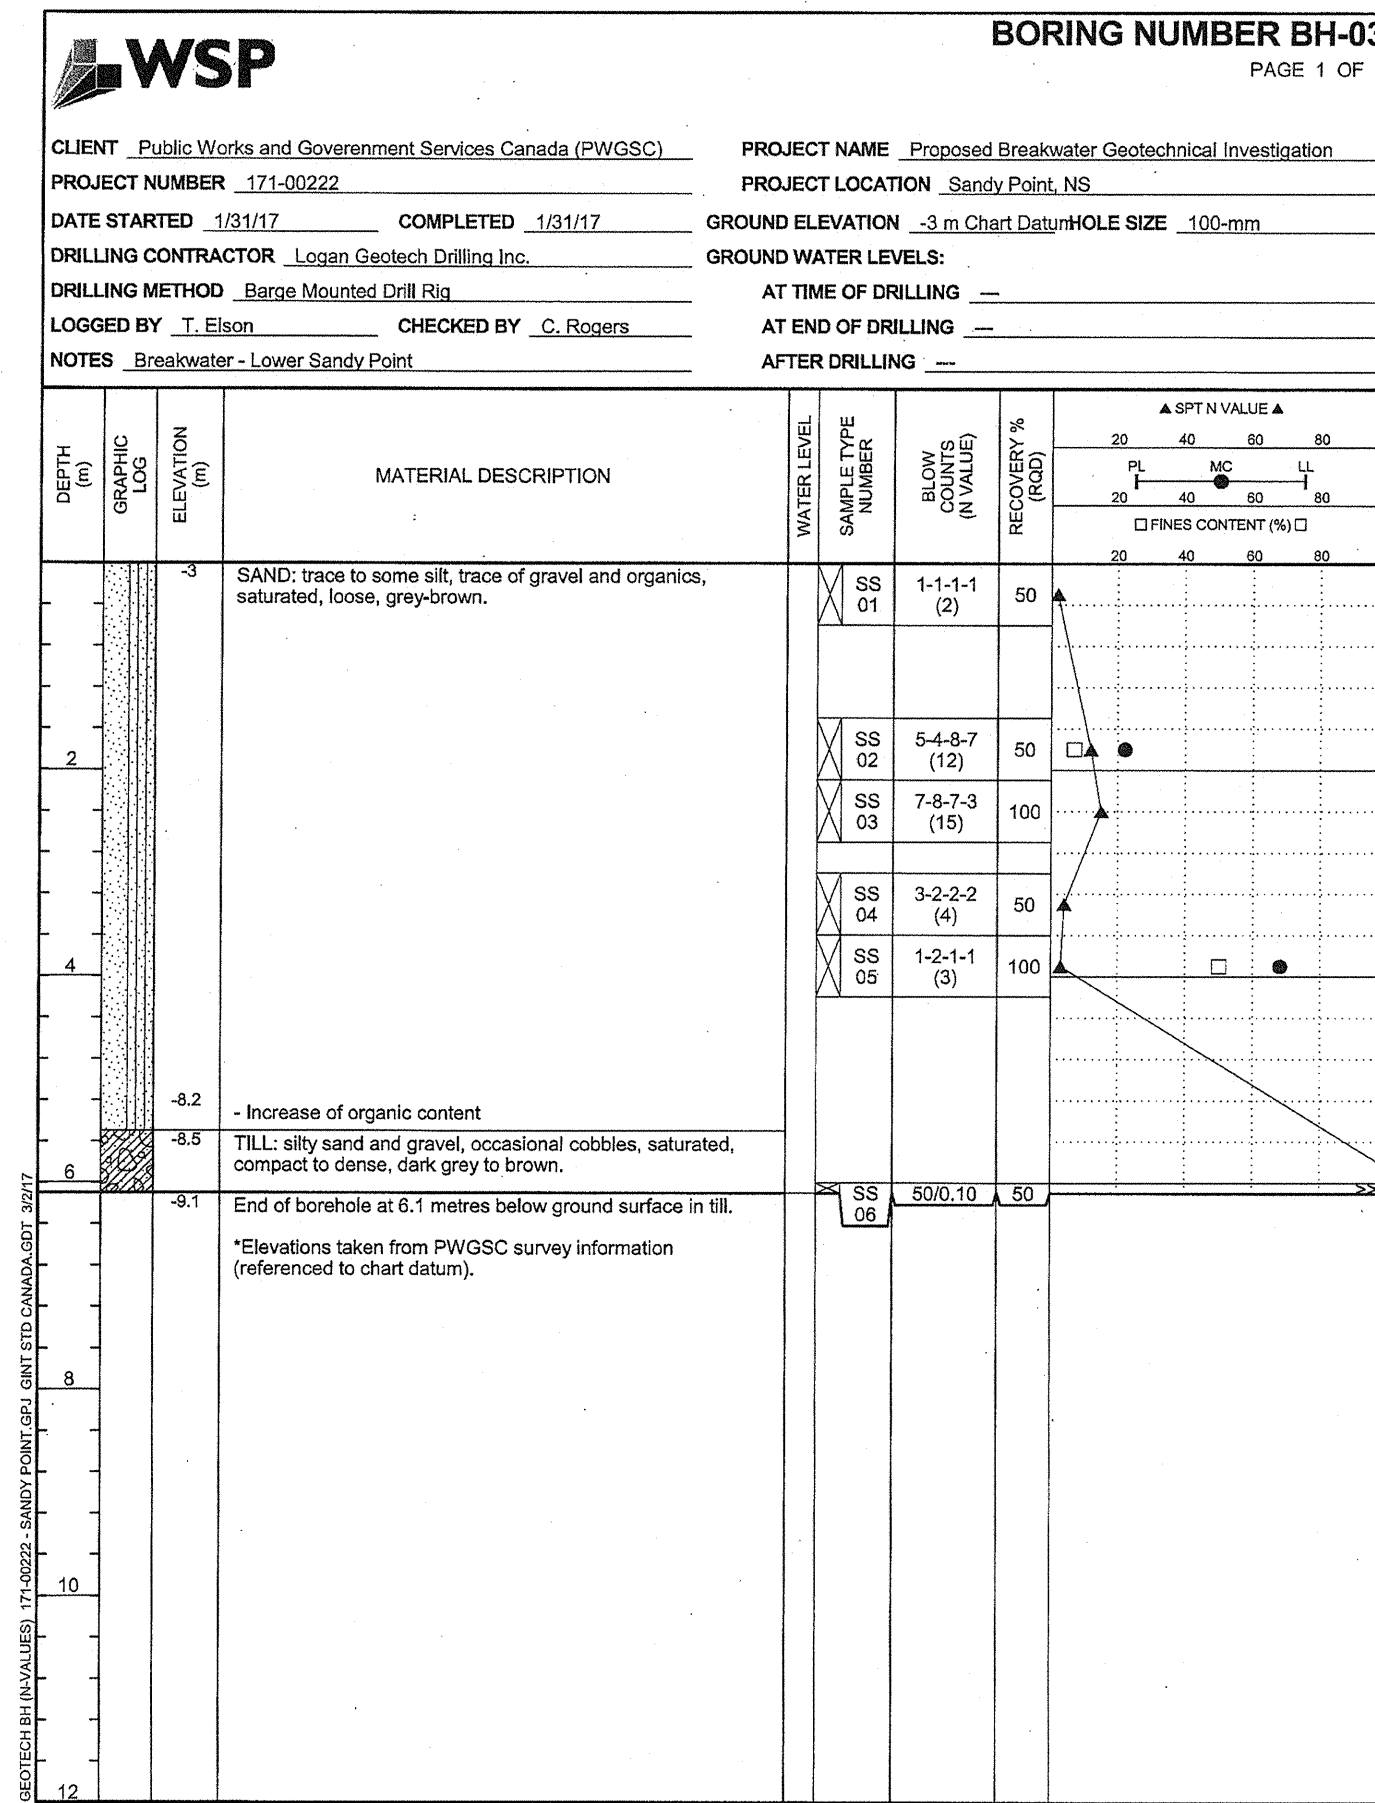 WSP
BORING NUMBER BH-03
PAGE 1 OF
CLIENT Public Works and Goverenment Services Canada (PWGSC)
PROJECT NAME Proposed Breakwater Geotechnical Investigation
PROJECT NUMBER 171-00222
PROJECT LOCATION Sandy Point, NS
DATE STARTED 1/31/17 COMPLETED 1/31/17
GROUND ELEVATION -3 m Chart Datum HOLE SIZE 100-mm
DRILLING CONTRACTOR Logan Geotech Drilling Inc.
GROUND WATER LEVELS:
DRILLING METHOD Barge Mounted Drill Rig
AT TIME OF DRILLING ---
LOGGED BY T. Elson CHECKED BY C. Rogers
AT END OF DRILLING ---
NOTES Breakwater - Lower Sandy Point
AFTER DRILLING ---
DEPTH (m)
GRAPHIC LOG
ELEVATION (m)
MATERIAL DESCRIPTION
WATER LEVEL
SAMPLE TYPE NUMBER
BLOW COUNTS (N VALUE)
RECOVERY % (RQD)
▲ SPT N VALUE ▲
20 40 60 80
PL MC LL
20 40 60 80
□ FINES CONTENT (%) □
20 40 60 80
-3
SAND: trace to some silt, trace of gravel and organics,
saturated, loose, grey-brown.
SS 01
1-1-1-1 (2)
50
2
SS 02
5-4-8-7 (12)
50
SS 03
7-8-7-3 (15)
100
SS 04
3-2-2-2 (4)
50
4
SS 05
1-2-1-1 (3)
100
-8.2
- Increase of organic content
-8.5
TILL: silty sand and gravel, occasional cobbles, saturated,
compact to dense, dark grey to brown.
6
SS 06
50/0.10
50
>>
-9.1
End of borehole at 6.1 metres below ground surface in till.
*Elevations taken from PWGSC survey information
(referenced to chart datum).
8
10
12
GEOTECH BH (N-VALUES) 171-00222 - SANDY POINT.GPJ GINT STD CANADA.GDT 3/2/17